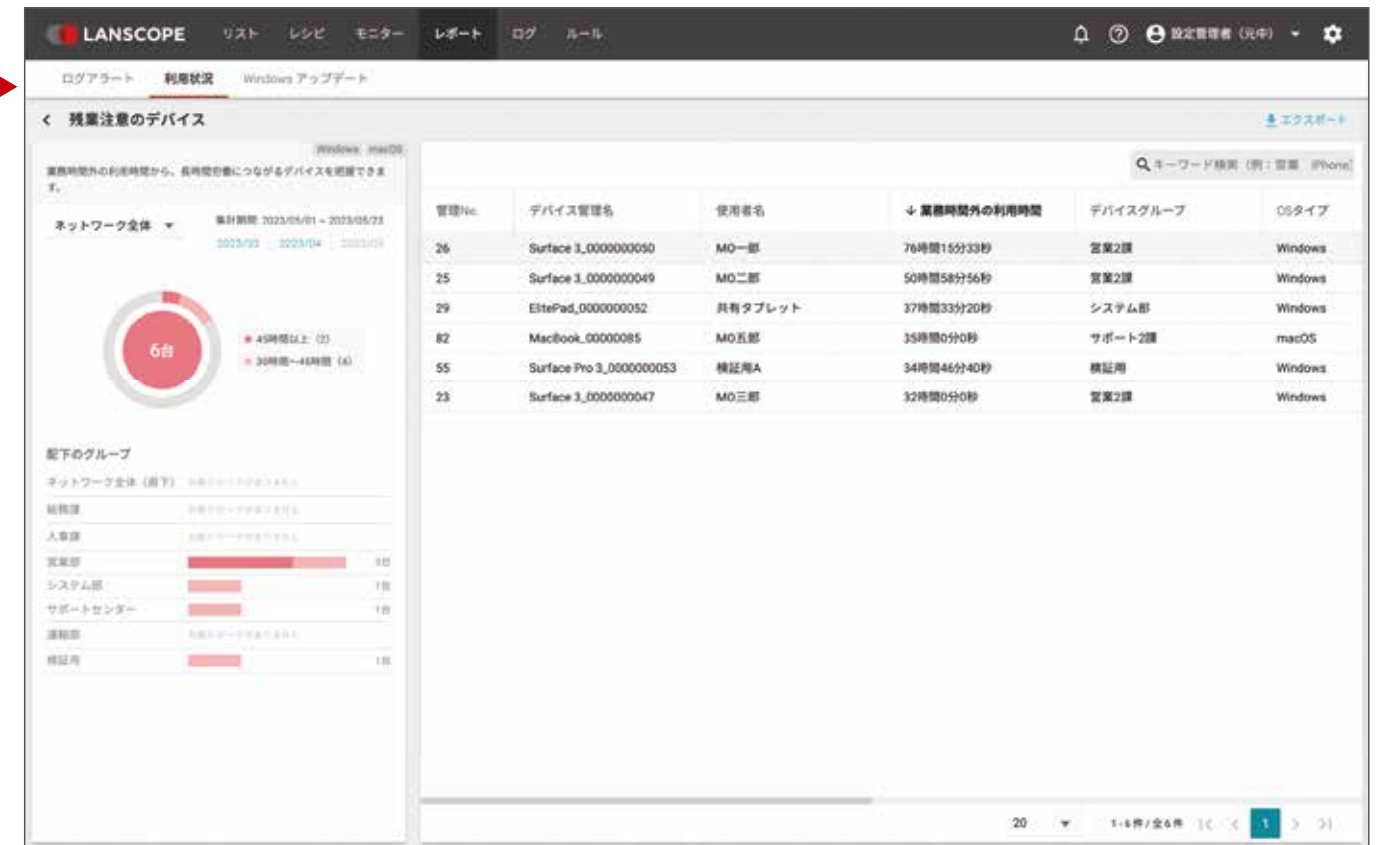 LANSCOPE リスト レシピ モニター レポート ログ ルール 設定管理者（元中）
ログアラート 利用状況 Windows アップデート
残業注意のデバイス エクスポート
Windows macOS
業務時間外の利用時間から、長時間労働につながるデバイスを把握できま
す。
ネットワーク全体
集計期間 2023/05/01 ~ 2023/05/23
2023/03 2023/04 2023/05
6台
45時間以上 (2)
30時間〜45時間 (4)
配下のグループ
ネットワーク全体（直下）
総務課
人事課
営業部 3台
システム部 1台
サポートセンター 1台
運輸部
検証用 1台
キーワード検索（例：営業 iPhone）
管理No. デバイス管理名 使用者名 ↓ 業務時間外の利用時間 デバイスグループ OSタイプ
26 Surface 3_0000000050 MO一郎 76時間15分33秒 営業2課 Windows
25 Surface 3_0000000049 MO二郎 50時間58分56秒 営業2課 Windows
29 ElitePad_0000000052 共有タブレット 37時間33分20秒 システム部 Windows
82 MacBook_00000085 MO五郎 35時間0分0秒 サポート2課 macOS
55 Surface Pro 3_0000000053 検証用A 34時間46分40秒 検証用 Windows
23 Surface 3_0000000047 MO三郎 32時間0分0秒 営業2課 Windows
20 1-6件/全6件 1